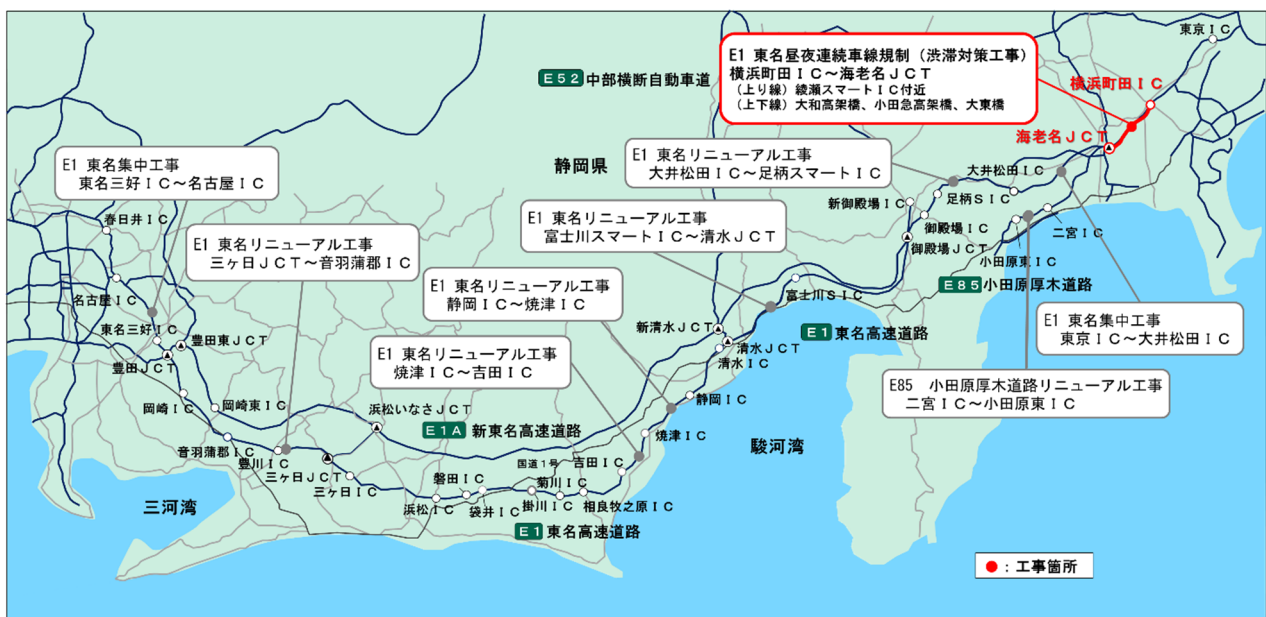 東京ＩＣ
E1 東名昼夜連続車線規制（渋滞対策工事）
横浜町田ＩＣ～海老名ＪＣＴ
（上り線）綾瀬スマートＩＣ付近
（上下線）大和高架橋、小田急高架橋、大東橋
E52 中部横断自動車道
横浜町田ＩＣ
海老名ＪＣＴ
静岡県
E1 東名リニューアル工事
大井松田ＩＣ～足柄スマートＩＣ
E1 東名集中工事
東名三好ＩＣ～名古屋ＩＣ
大井松田ＩＣ
足柄ＳＩＣ
新御殿場ＩＣ
御殿場ＩＣ
御殿場ＪＣＴ
二宮ＩＣ
小田原東ＩＣ
E85 小田原厚木道路
春日井ＩＣ
E1 東名リニューアル工事
三ヶ日ＪＣＴ～音羽蒲郡ＩＣ
E1 東名リニューアル工事
富士川スマートＩＣ～清水ＪＣＴ
E1 東名リニューアル工事
静岡ＩＣ～焼津ＩＣ
名古屋ＩＣ
富士川ＳＩＣ
東名三好ＩＣ
豊田東ＪＣＴ
豊田ＪＣＴ
新清水ＪＣＴ
清水ＪＣＴ
清水ＩＣ
E1 東名高速道路
E1 東名集中工事
東京ＩＣ～大井松田ＩＣ
E1 東名リニューアル工事
焼津ＩＣ～吉田ＩＣ
E85 小田原厚木道路リニューアル工事
二宮ＩＣ～小田原東ＩＣ
岡崎ＩＣ
岡崎東ＩＣ
浜松いなさＪＣＴ
静岡ＩＣ
E1A 新東名高速道路
焼津ＩＣ
駿河湾
音羽蒲郡ＩＣ
豊川ＩＣ
三ヶ日ＪＣＴ
三ヶ日ＩＣ
国道１号
吉田ＩＣ
磐田ＩＣ
菊川ＩＣ
三河湾
浜松ＩＣ
袋井ＩＣ
掛川ＩＣ
相良牧之原ＩＣ
E1 東名高速道路
●：工事箇所